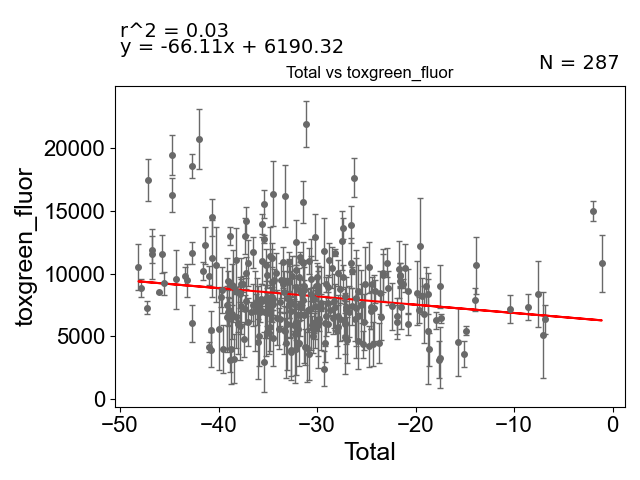 r^2 = 0.03
y = -66.11x + 6190.32
N = 287
Total vs toxgreen_fluor
20000
15000
10000
5000
0
toxgreen_fluor
−50
−40
−30
−20
−10
0
Total